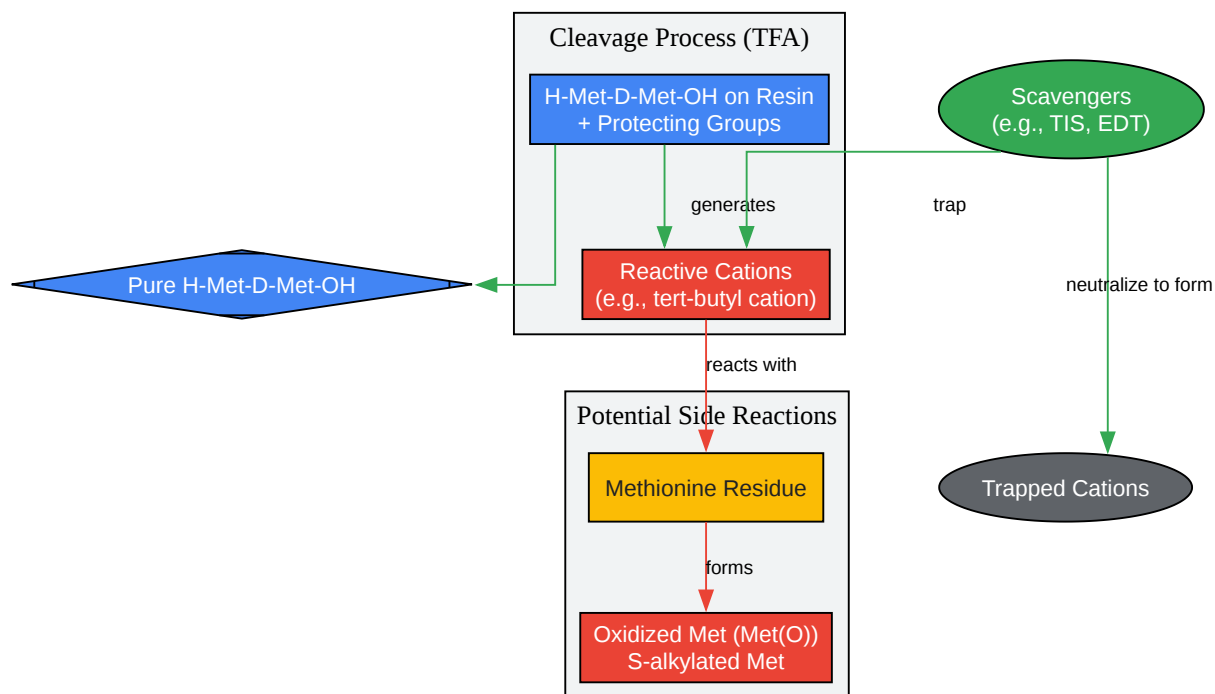 Cleavage Process (TFA)
H-Met-D-Met-OH on Resin
+ Protecting Groups
Scavengers
(e.g., TIS, EDT)
generates
trap
Pure H-Met-D-Met-OH
Reactive Cations
(e.g., tert-butyl cation)
neutralize to form
reacts with
Potential Side Reactions
Methionine Residue
Trapped Cations
forms
Oxidized Met (Met(O))
S-alkylated Met